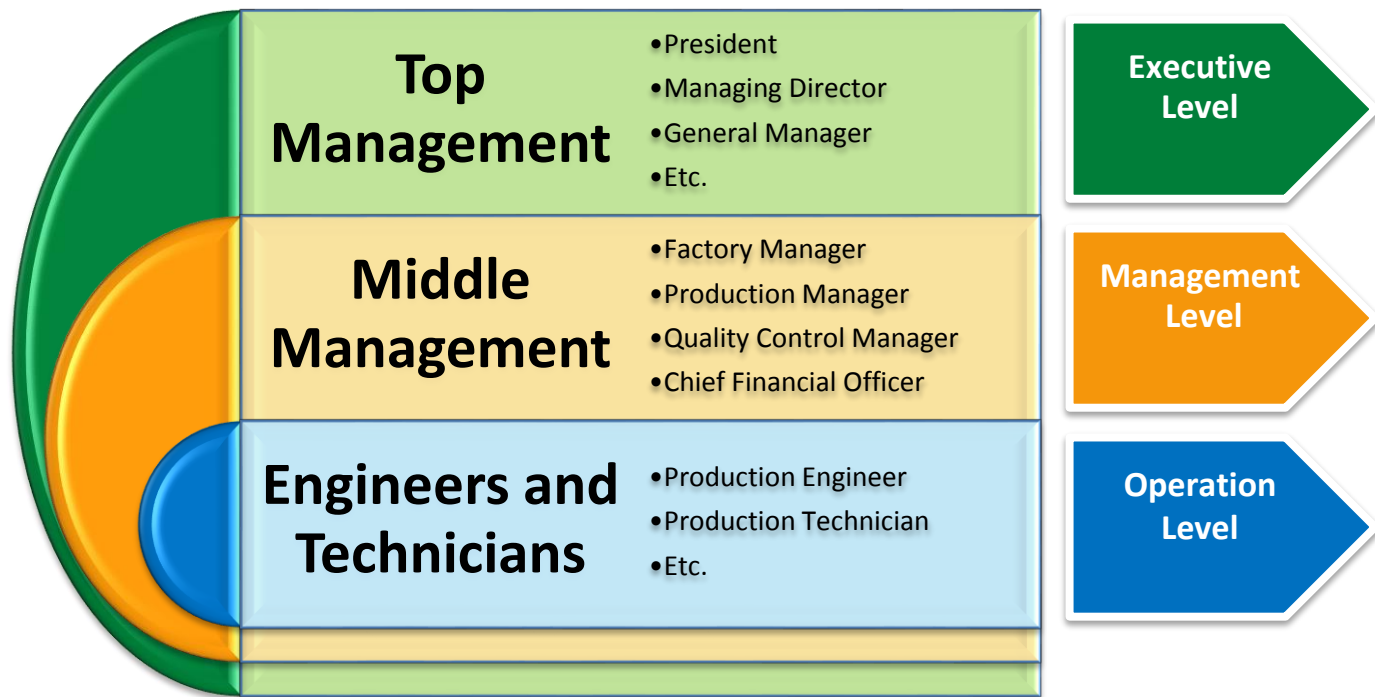 Top
Management
•President
•Managing Director
•General Manager
•Etc.
Executive
Level
Middle
Management
•Factory Manager
•Production Manager
•Quality Control Manager
•Chief Financial Officer
Management
Level
Engineers and
Technicians
•Production Engineer
•Production Technician
•Etc.
Operation
Level